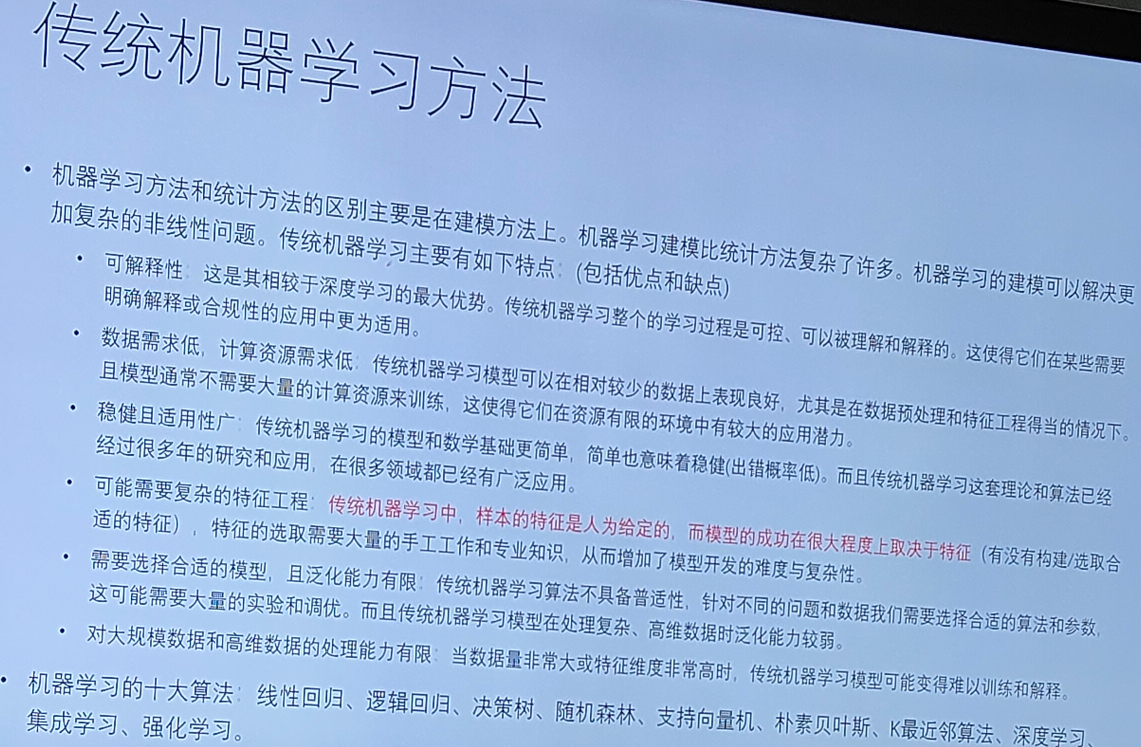 传统机器学习方法
• 机器学习方法和统计方法的区别主要是在建模方法上。机器学习建模比统计方法复杂了许多。机器学习的建模可以解决更
加复杂的非线性问题。传统机器学习主要有如下特点：(包括优点和缺点)
• 可解释性：这是其相较于深度学习的最大优势。传统机器学习整个的学习过程是可控、可以被理解和解释的。这使得它们在某些需要
明确解释或合规性的应用中更为适用。
• 数据需求低，计算资源需求低：传统机器学习模型可以在相对较少的数据上表现良好，尤其是在数据预处理和特征工程得当的情况下。
且模型通常不需要大量的计算资源来训练，这使得它们在资源有限的环境中有较大的应用潜力。
• 稳健且适用性广：传统机器学习的模型和数学基础更简单，简单也意味着稳健(出错概率低)。而且传统机器学习这套理论和算法已经
经过很多年的研究和应用，在很多领域都已经有广泛应用。
• 可能需要复杂的特征工程：传统机器学习中，样本的特征是人为给定的，而模型的成功在很大程度上取决于特征（有没有构建/选取合
适的特征），特征的选取需要大量的手工工作和专业知识，从而增加了模型开发的难度与复杂性。
• 需要选择合适的模型，且泛化能力有限：传统机器学习算法不具备普适性，针对不同的问题和数据我们需要选择合适的算法和参数，
这可能需要大量的实验和调优。而且传统机器学习模型在处理复杂、高维数据时泛化能力较弱。
• 对大规模数据和高维数据的处理能力有限：当数据量非常大或特征维度非常高时，传统机器学习模型可能变得难以训练和解释。
• 机器学习的十大算法：线性回归、逻辑回归、决策树、随机森林、支持向量机、朴素贝叶斯、K最近邻算法、深度学习、
集成学习、强化学习。